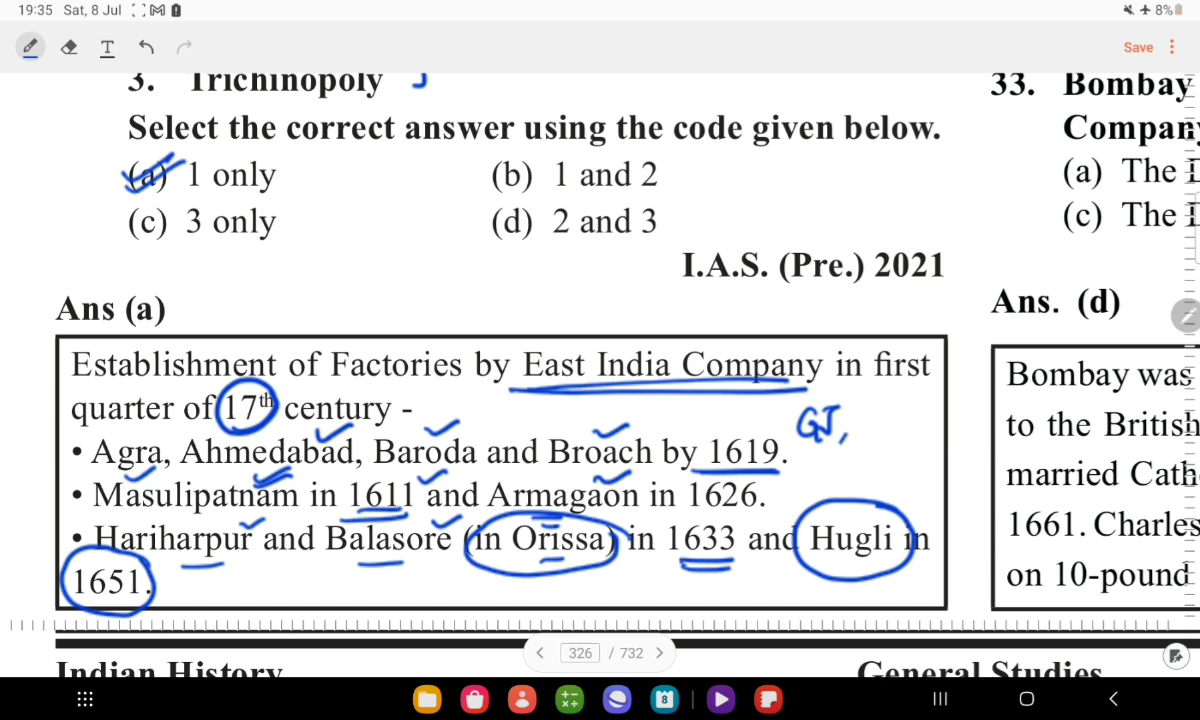 19:35 Sat, 8 Jul
8%
T
Save
3. Trichinopoly
Select the correct answer using the code given below.
(a) 1 only (b) 1 and 2
(c) 3 only (d) 2 and 3
I.A.S. (Pre.) 2021
Ans (a)
Establishment of Factories by East India Company in first
quarter of 17th century -
• Agra, Ahmedabad, Baroda and Broach by 1619.
• Masulipatnam in 1611 and Armagaon in 1626.
• Hariharpur and Balasore (in Orissa) in 1633 and Hugli in
1651.
33. Bombay
Company
(a) The
(c) The
Ans. (d)
Bombay was
to the British
married Cath
1661. Charles
on 10-pound
326 / 732
Indian History
General Studies
8